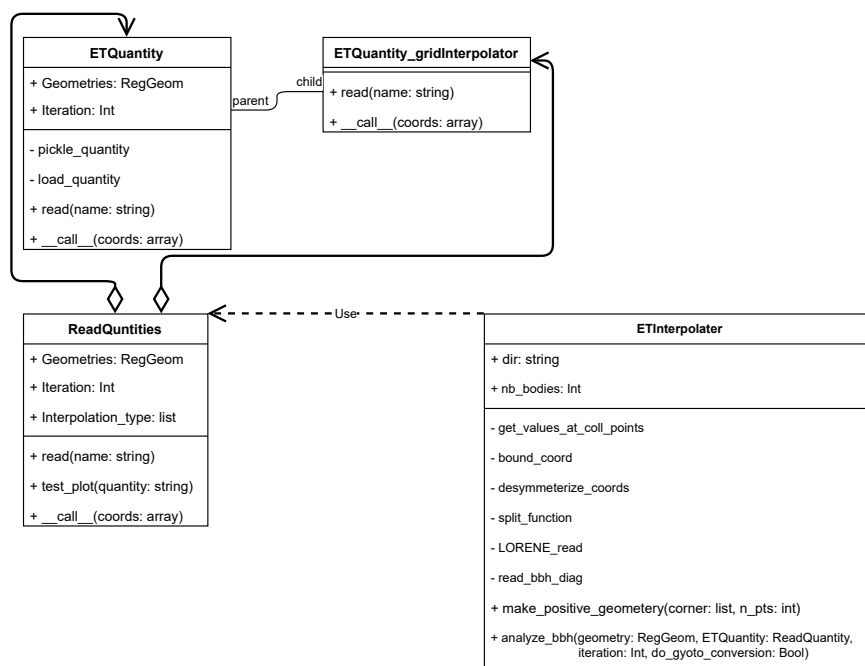 ETQuantity
+ Geometries: RegGeom
+ Iteration: Int
- pickle_quantity
- load_quantity
+ read(name: string)
+ __call__(coords: array)
parent
child
ETQuantity_gridInterpolator
+ read(name: string)
+ __call__(coords: array)
ReadQuntities
+ Geometries: RegGeom
+ Iteration: Int
+ Interpolation_type: list
+ read(name: string)
+ test_plot(quantity: string)
+ __call__(coords: array)
Use
ETInterpolater
+ dir: string
+ nb_bodies: Int
- get_values_at_coll_points
- bound_coord
- desymmeterize_coords
- split_function
- LORENE_read
- read_bbh_diag
+ make_positive_geometery(corner: list, n_pts: int)
+ analyze_bbh(geometry: RegGeom, ETQuantity: ReadQuantity,
iteration: Int, do_gyoto_conversion: Bool)